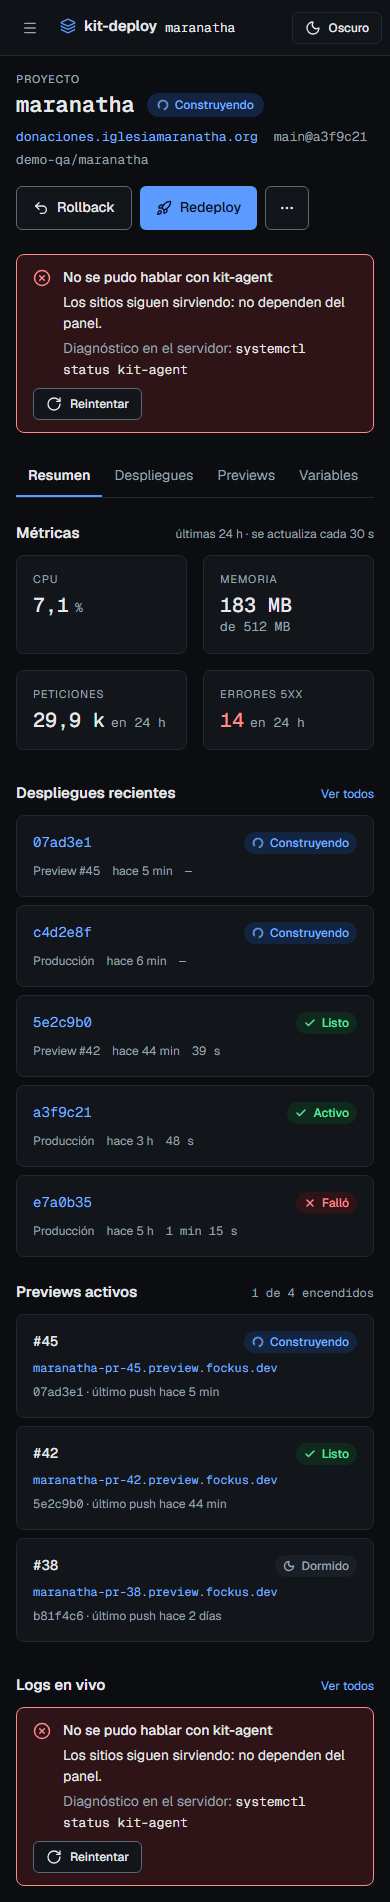 kit-deploy maranatha Oscuro
PROYECTO
maranatha Construyendo
donaciones.iglesiamaranatha.org main@a3f9c21
demo-qa/maranatha
Rollback Redeploy ...
No se pudo hablar con kit-agent
Los sitios siguen sirviendo: no dependen del
panel.
Diagnóstico en el servidor: systemctl
status kit-agent
Reintentar
Resumen Despliegues Previews Variables
Métricas últimas 24 h · se actualiza cada 30 s
CPU
7,1 %
MEMORIA
183 MB
de 512 MB
PETICIONES
29,9 k en 24 h
ERRORES 5XX
14 en 24 h
Despliegues recientes Ver todos
07ad3e1 Construyendo
Preview #45 hace 5 min —
c4d2e8f Construyendo
Producción hace 6 min —
5e2c9b0 Listo
Preview #42 hace 44 min 39 s
a3f9c21 Activo
Producción hace 3 h 48 s
e7a0b35 Falló
Producción hace 5 h 1 min 15 s
Previews activos 1 de 4 encendidos
#45 Construyendo
maranatha-pr-45.preview.fockus.dev
07ad3e1 · último push hace 5 min
#42 Listo
maranatha-pr-42.preview.fockus.dev
5e2c9b0 · último push hace 44 min
#38 Dormido
maranatha-pr-38.preview.fockus.dev
b81f4c6 · último push hace 2 días
Logs en vivo Ver todos
No se pudo hablar con kit-agent
Los sitios siguen sirviendo: no dependen del
panel.
Diagnóstico en el servidor: systemctl
status kit-agent
Reintentar